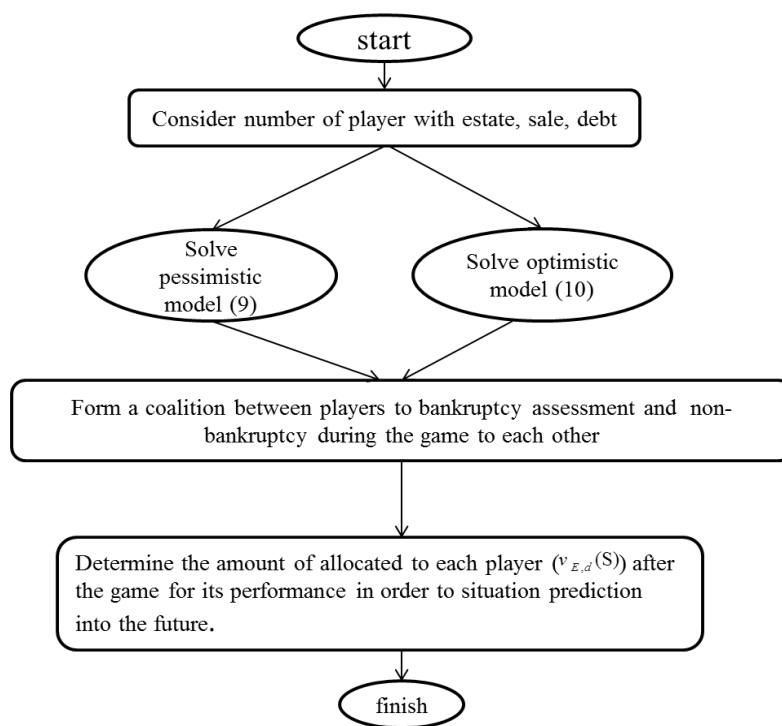 start
Consider number of player with estate, sale, debt
Solve
pessimistic
model (9)
Solve optimistic
model (10)
Form a coalition between players to bankruptcy assessment and non-
bankruptcy during the game to each other
Determine the amount of allocated to each player (v E,d (S)) after
the game for its performance in order to situation prediction
into the future.
finish